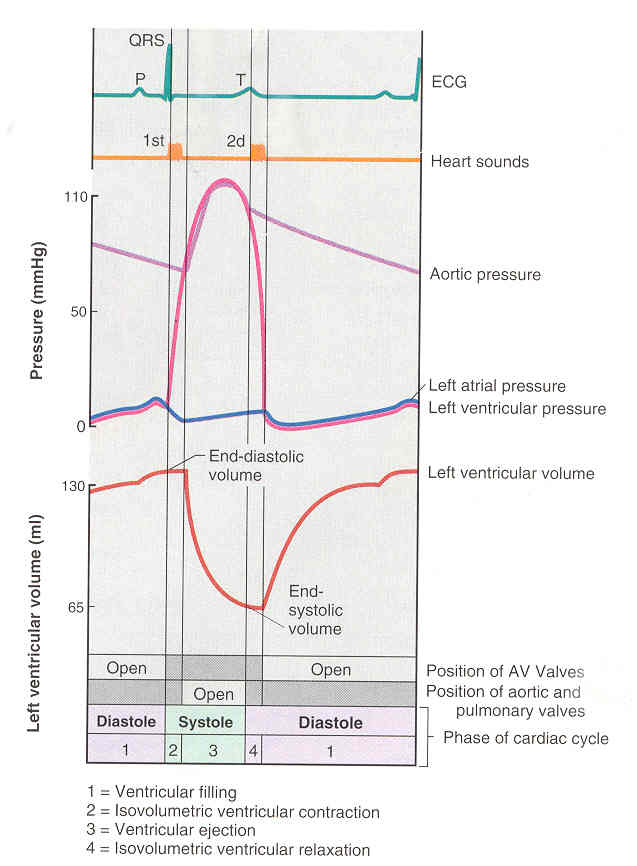 QRS
P
T
ECG
1st
2d
Heart sounds
110
Aortic pressure
Pressure (mmHg)
50
Left atrial pressure
Left ventricular pressure
0
End-diastolic
volume
Left ventricular volume
130
Left ventricular volume (ml)
End-
systolic
volume
65
Open
Open
Position of AV Valves
Open
Position of aortic and
pulmonary valves
Diastole
Systole
Diastole
Phase of cardiac cycle
1
2
3
4
1
1 = Ventricular filling
2 = Isovolumetric ventricular contraction
3 = Ventricular ejection
4 = Isovolumetric ventricular relaxation